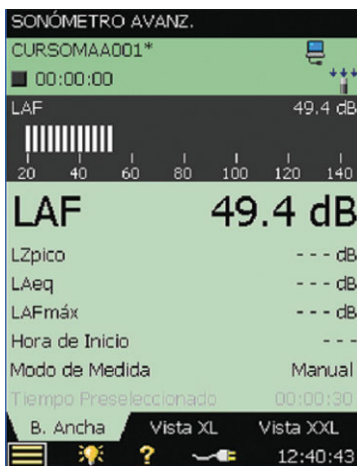 SONÓMETRO AVANZ.
CURSOMAA001*
00:00:00
LAF 49.4 dB
20 40 60 80 100 120 140
LAF 49.4 dB
LZpico - - - dB
LAeq - - - dB
LAFmáx - - - dB
Hora de Inicio - - -
Modo de Medida Manual
Tiempo Preseleccionado 00:00:30
B. Ancha Vista XL Vista XXL
? 12:40:43